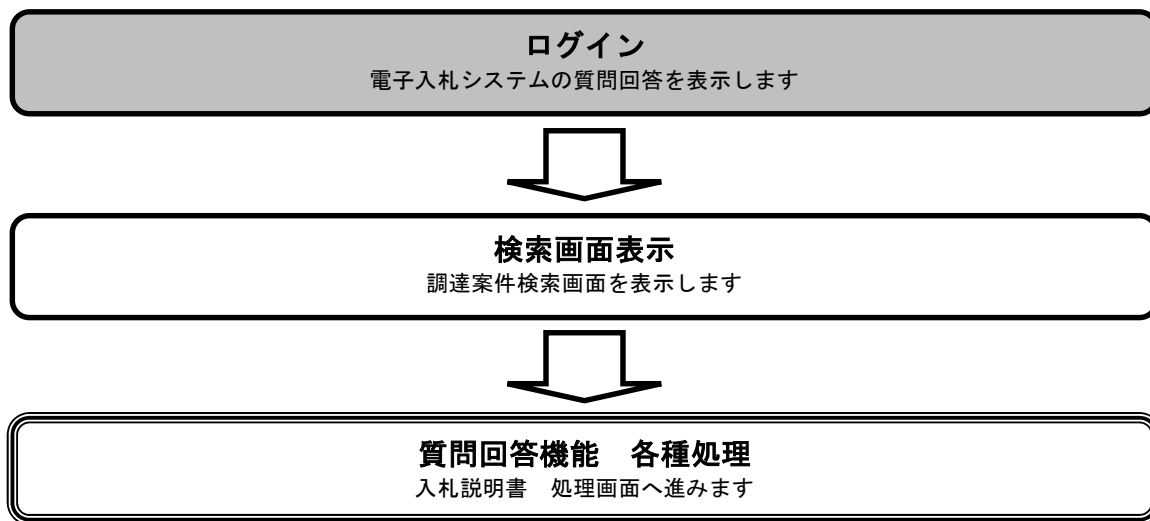 ログイン
電子入札システムの質問回答を表示します
検索画面表示
調達案件検索画面を表示します
質問回答機能　各種処理
入札説明書　処理画面へ進みます